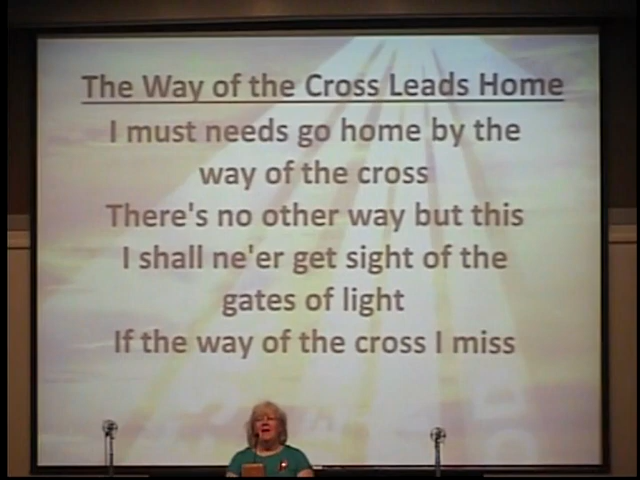 The Way of the Cross Leads Home
I must needs go home by the
way of the cross
There's no other way but this
I shall ne'er get sight of the
gates of light
If the way of the cross I miss